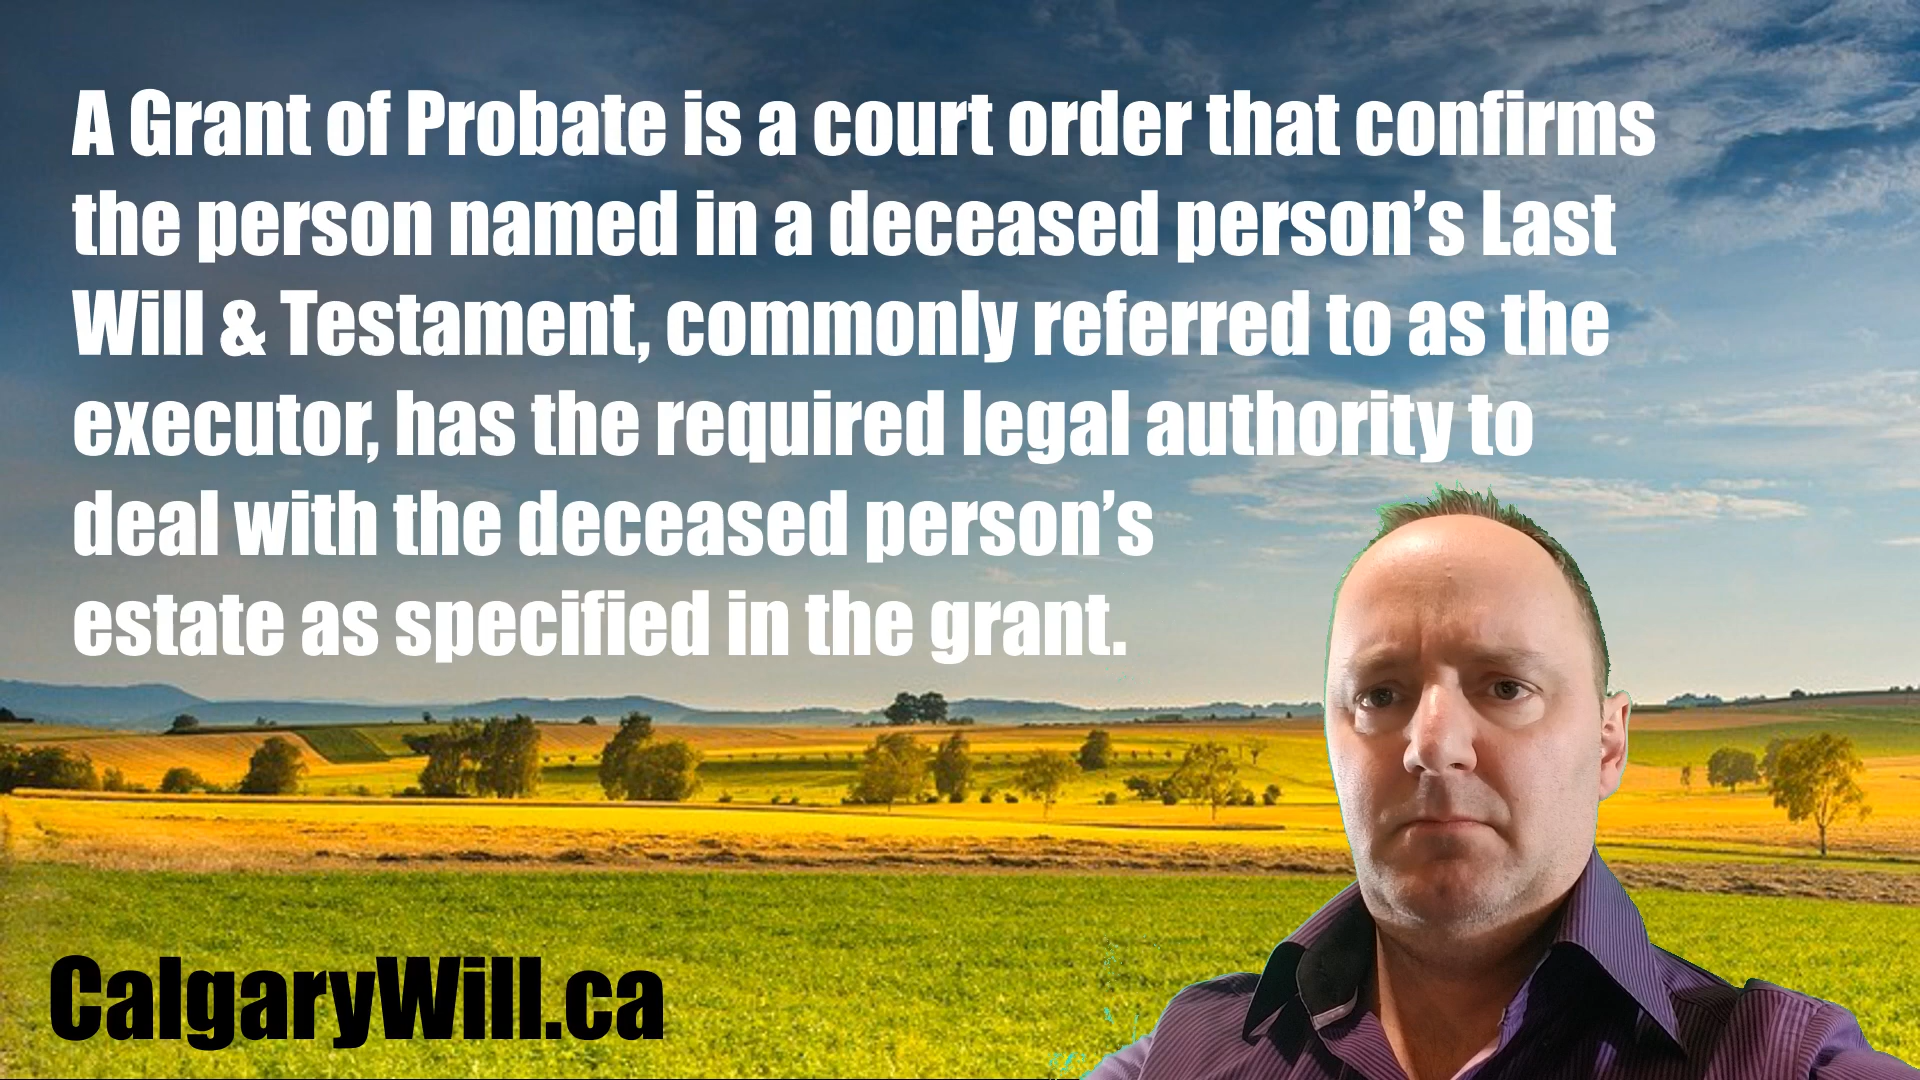 A Grant of Probate is a court order that confirms
the person named in a deceased person’s Last
Will & Testament, commonly referred to as the
executor, has the required legal authority to
deal with the deceased person’s
estate as specified in the grant.
CalgaryWill.ca